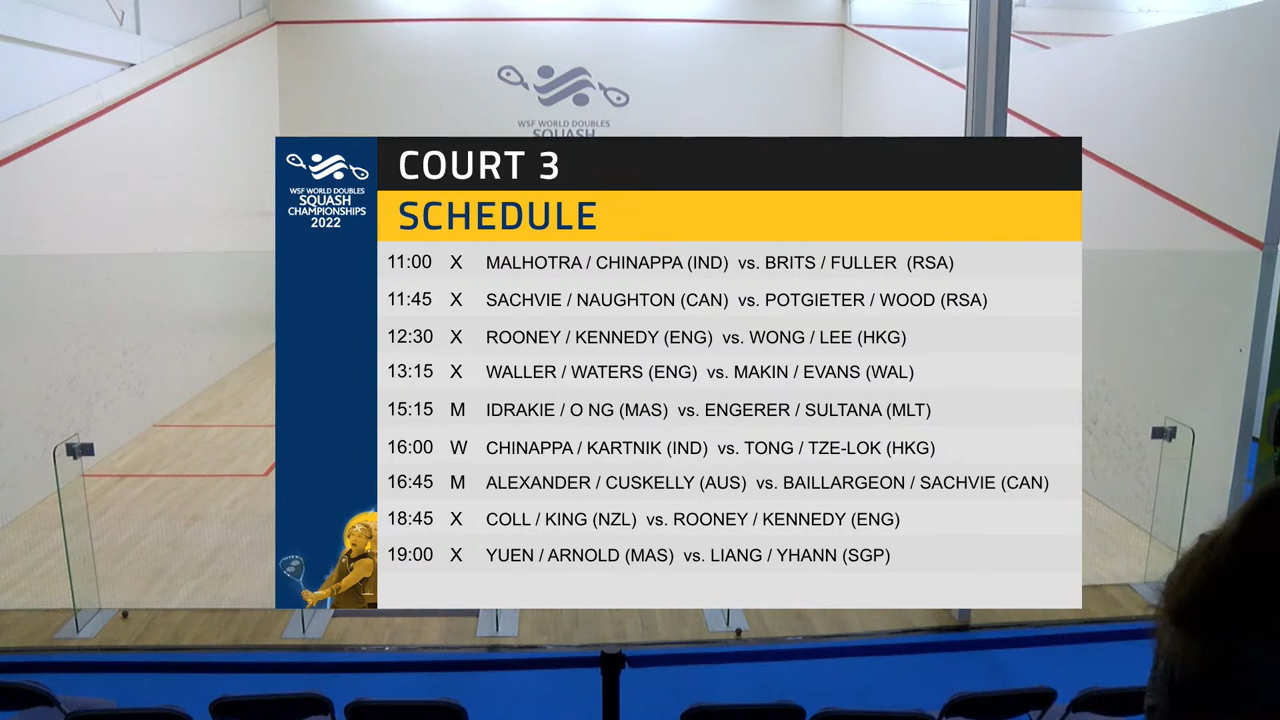 WSF WORLD DOUBLES
SQUASH
WSF WORLD DOUBLES
SQUASH
CHAMPIONSHIPS
2022
COURT 3
SCHEDULE
11:00 X MALHOTRA / CHINAPPA (IND) vs. BRITS / FULLER (RSA)
11:45 X SACHVIE / NAUGHTON (CAN) vs. POTGIETER / WOOD (RSA)
12:30 X ROONEY / KENNEDY (ENG) vs. WONG / LEE (HKG)
13:15 X WALLER / WATERS (ENG) vs. MAKIN / EVANS (WAL)
15:15 M IDRAKIE / O NG (MAS) vs. ENGERER / SULTANA (MLT)
16:00 W CHINAPPA / KARTNIK (IND) vs. TONG / TZE-LOK (HKG)
16:45 M ALEXANDER / CUSKELLY (AUS) vs. BAILLARGEON / SACHVIE (CAN)
18:45 X COLL / KING (NZL) vs. ROONEY / KENNEDY (ENG)
19:00 X YUEN / ARNOLD (MAS) vs. LIANG / YHANN (SGP)